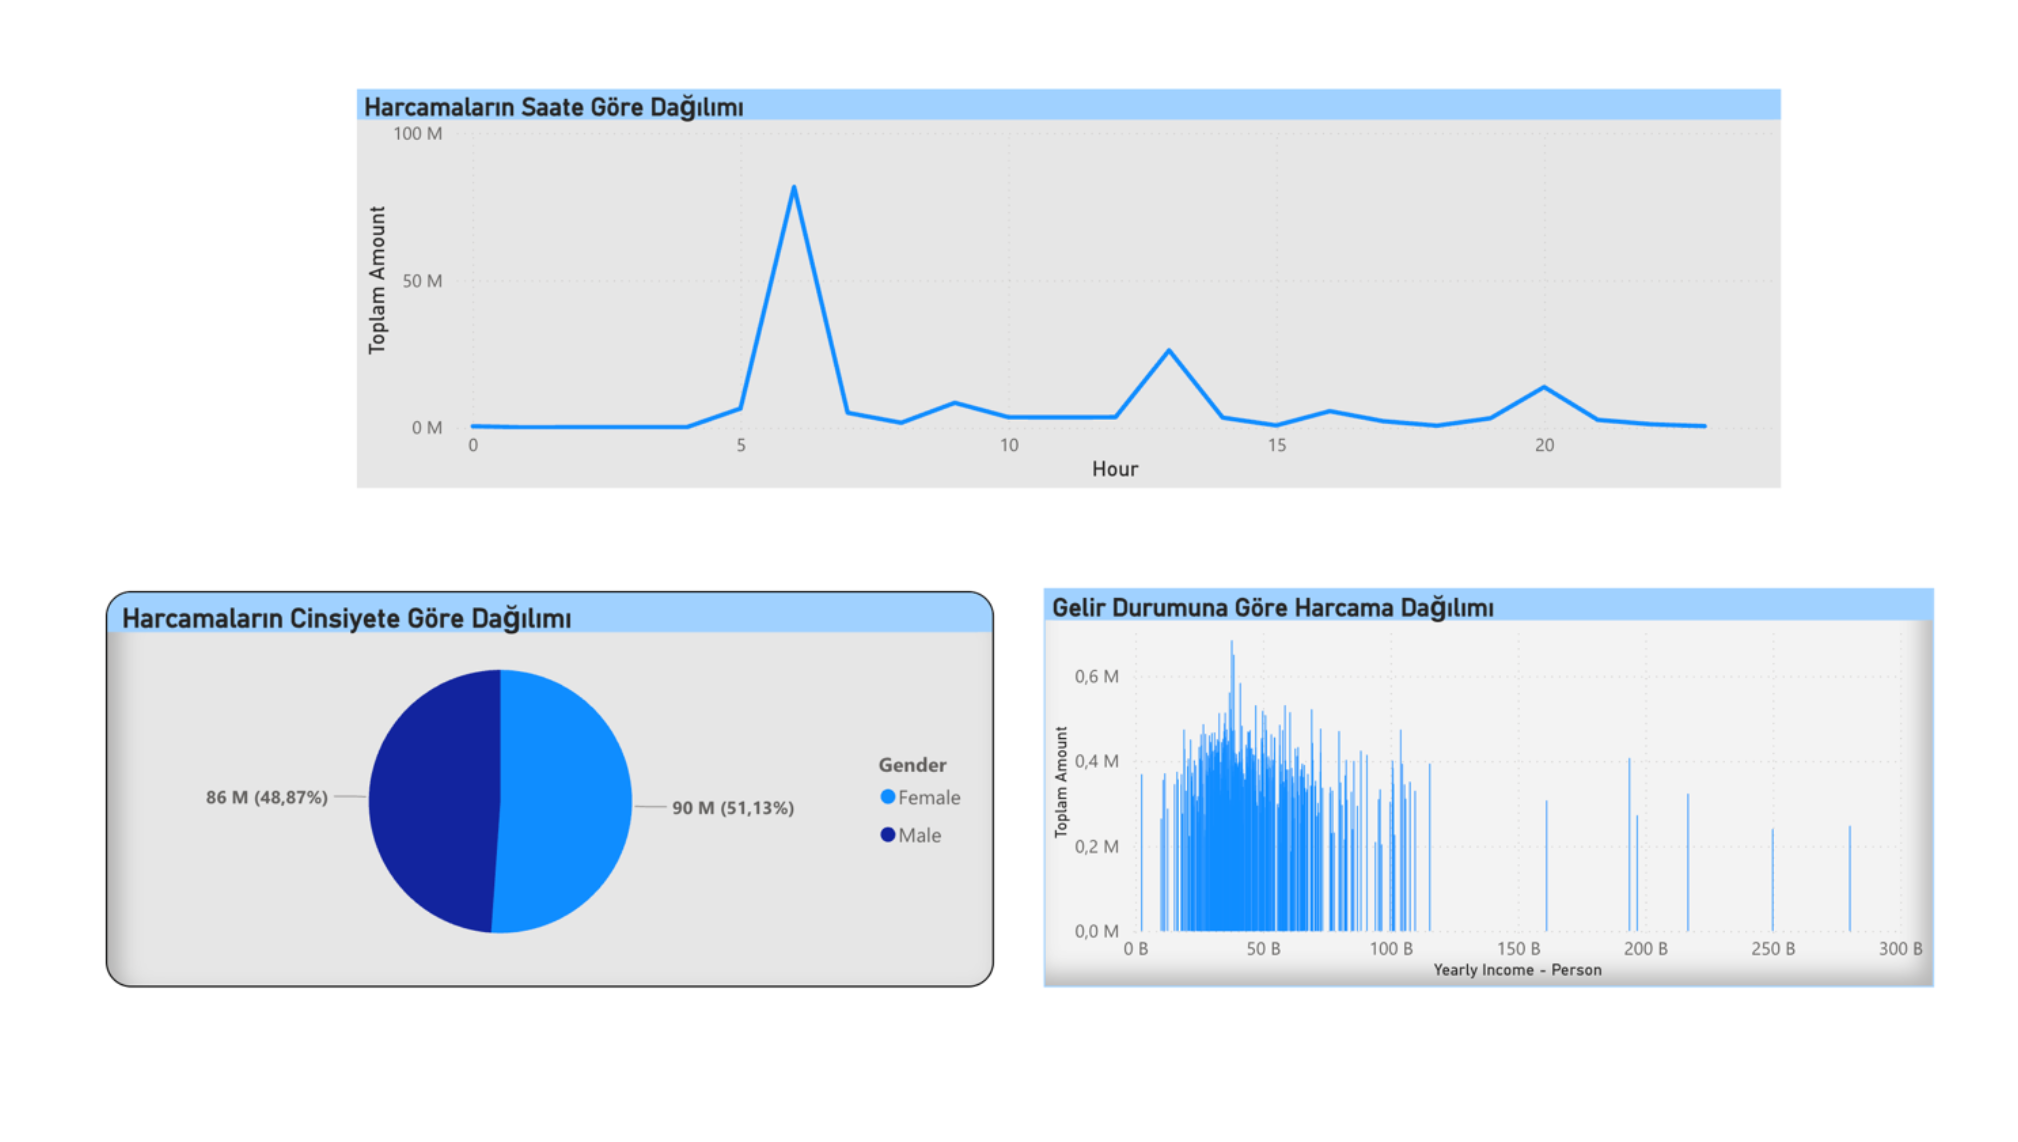 Harcamaların Saate Göre Dağılımı
100 M
50 M
0 M
Toplam Amount
0 5 10 15 20
Hour
Harcamaların Cinsiyete Göre Dağılımı
86 M (48,87%)
90 M (51,13%)
Gender
Female
Male
Gelir Durumuna Göre Harcama Dağılımı
0,6 M
0,4 M
0,2 M
0,0 M
Toplam Amount
0 B 50 B 100 B 150 B 200 B 250 B 300 B
Yearly Income - Person